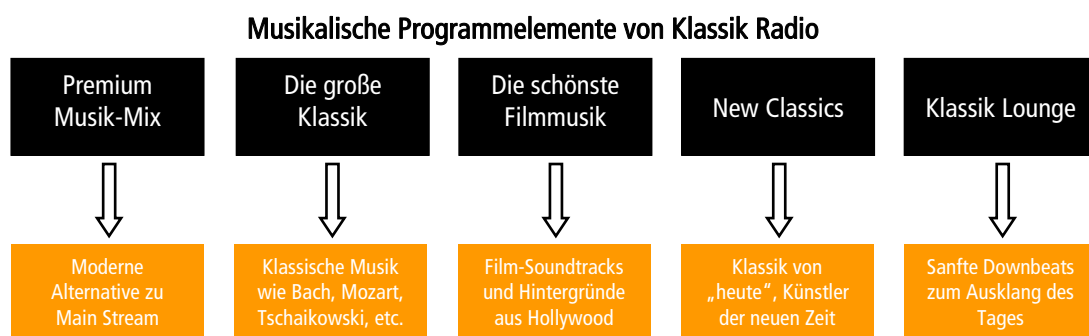 Musikalische Programmelemente von Klassik Radio
Premium
Musik-Mix
Die große
Klassik
Die schönste
Filmmusik
New Classics
Klassik Lounge
Moderne
Alternative zu
Main Stream
Klassische Musik
wie Bach, Mozart,
Tschaikowski, etc.
Film-Soundtracks
und Hintergründe
aus Hollywood
Klassik von
„heute“, Künstler
der neuen Zeit
Sanfte Downbeats
zum Ausklang des
Tages